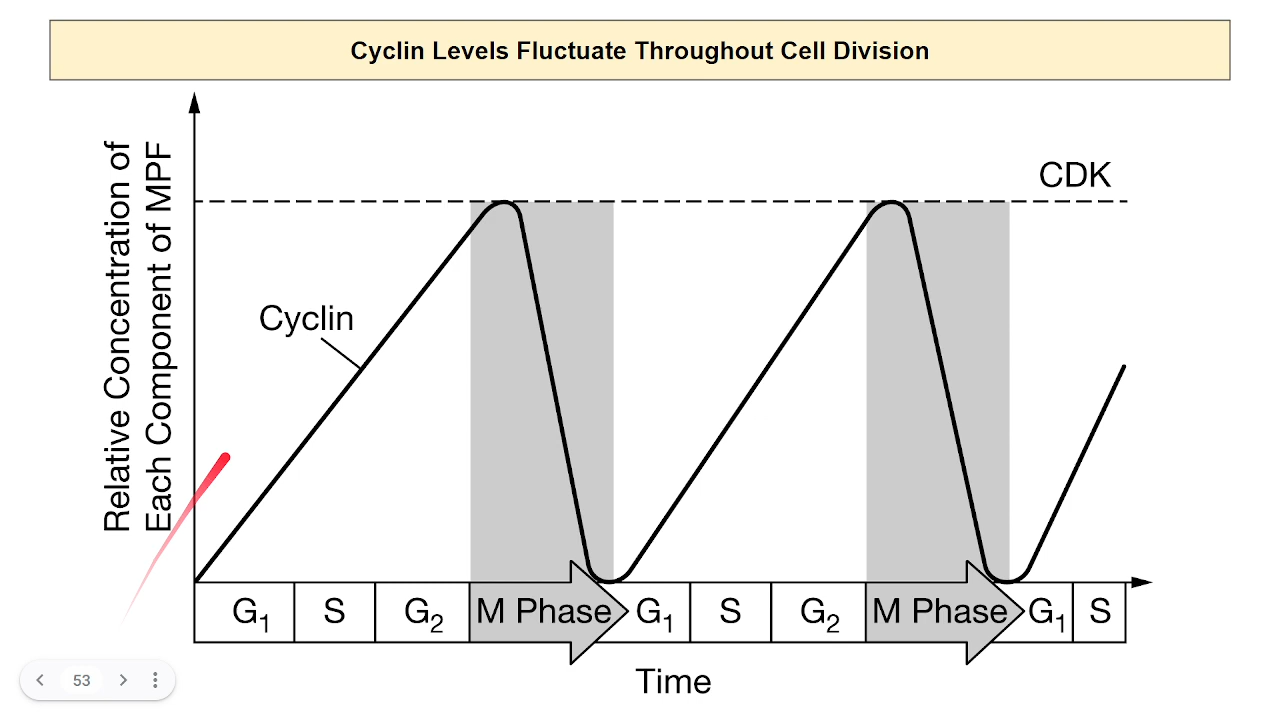 Cyclin Levels Fluctuate Throughout Cell Division
Relative Concentration of
Each Component of MPF
CDK
Cyclin
G₁ S G₂ M Phase G₁ S G₂ M Phase G₁ S
Time
53